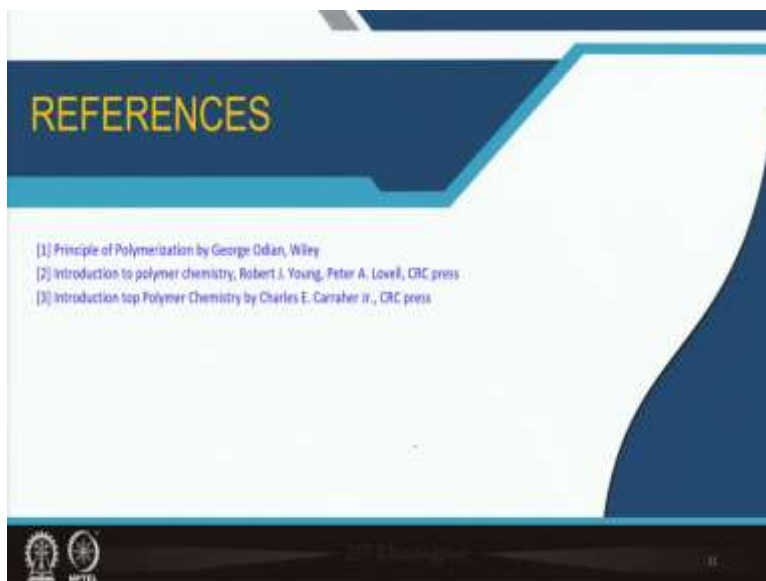 REFERENCES
[1] Principle of Polymerization by George Odian, Wiley
[2] Introduction to polymer chemistry, Robert J. Young, Peter A. Lovell, CRC press
[3] Introduction top Polymer Chemistry by Charles E. Carraher Jr., CRC press
NPTEL